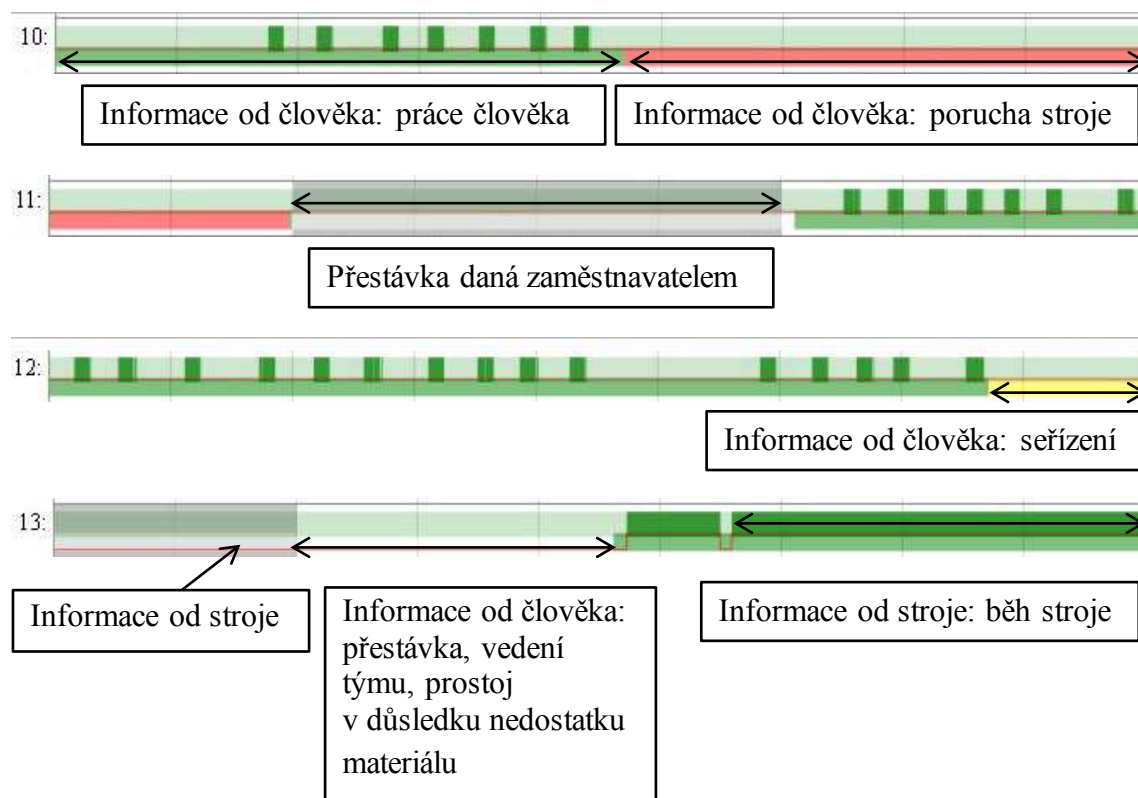 10:
Informace od člověka: práce člověka
Informace od člověka: porucha stroje
11:
Přestávka daná zaměstnavatelem
12:
Informace od člověka: seřízení
13:
Informace od stroje
Informace od člověka:
přestávka, vedení
týmu, prostoj
v důsledku nedostatku
materiálu
Informace od stroje: běh stroje